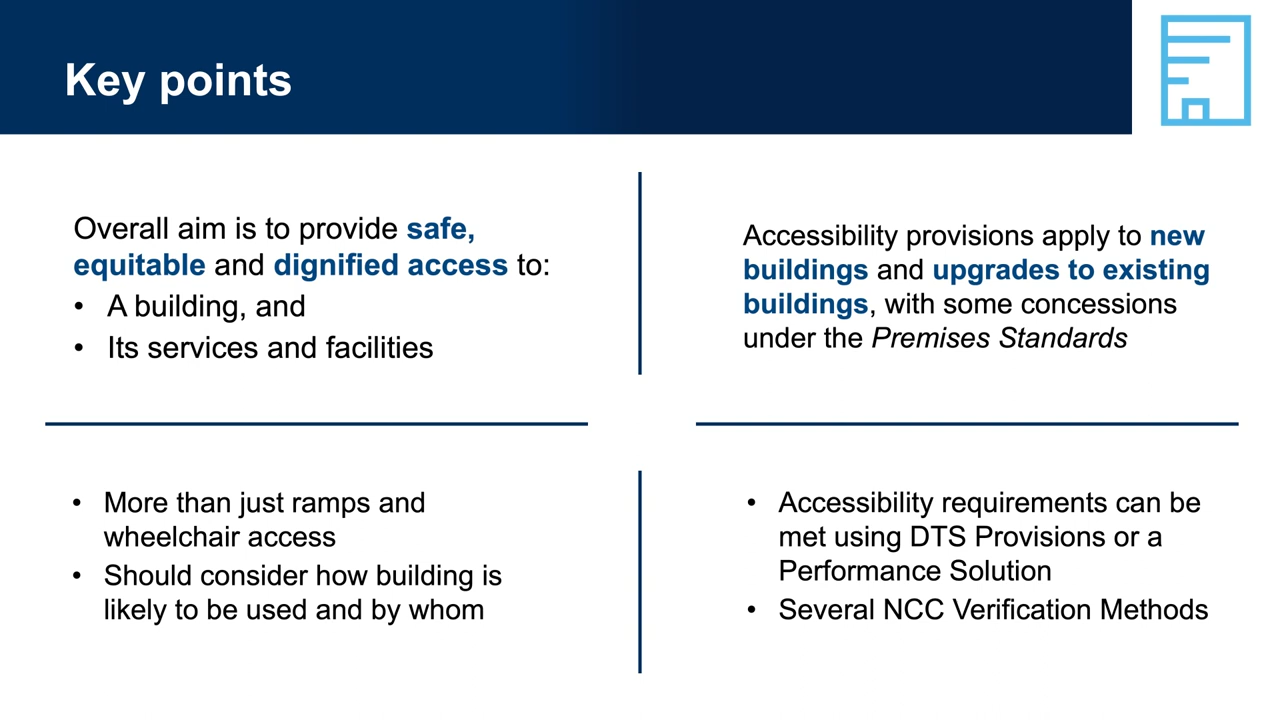 Key points
Overall aim is to provide safe,
equitable and dignified access to:
• A building, and
• Its services and facilities
Accessibility provisions apply to new
buildings and upgrades to existing
buildings, with some concessions
under the Premises Standards
• More than just ramps and
wheelchair access
• Should consider how building is
likely to be used and by whom
• Accessibility requirements can be
met using DTS Provisions or a
Performance Solution
• Several NCC Verification Methods